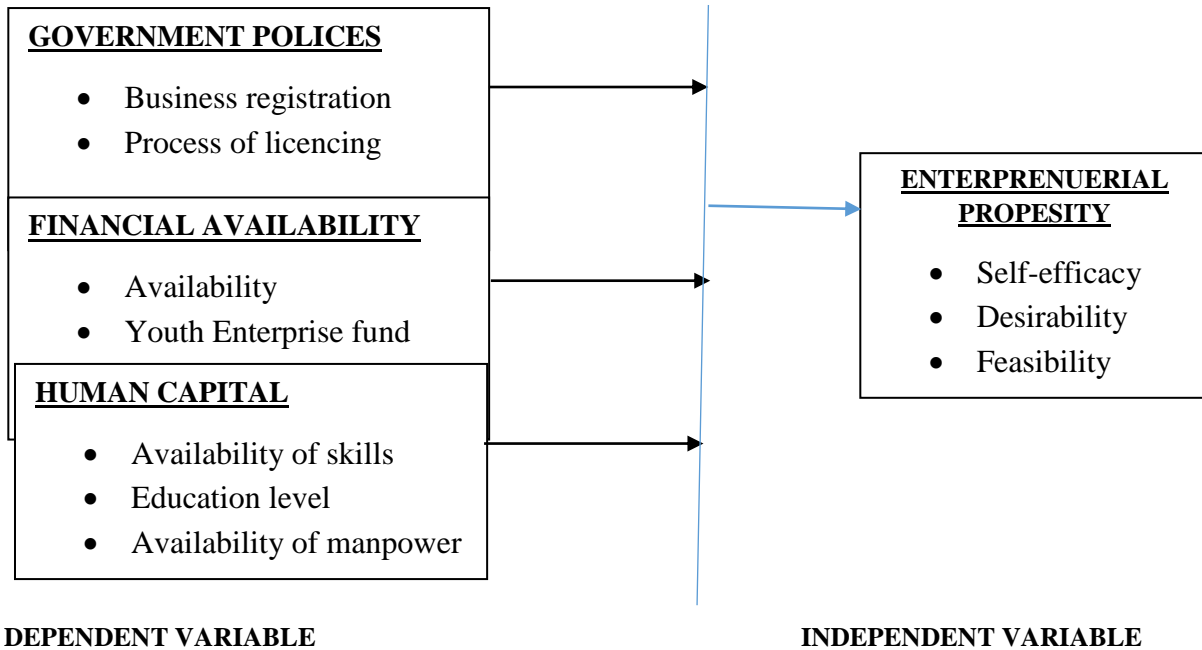 GOVERNMENT POLICES
• Business registration
• Process of licencing
FINANCIAL AVAILABILITY
• Availability
• Youth Enterprise fund
HUMAN CAPITAL
• Availability of skills
• Education level
• Availability of manpower
ENTERPRENUERIAL
PROPESITY
• Self-efficacy
• Desirability
• Feasibility
DEPENDENT VARIABLE
INDEPENDENT VARIABLE